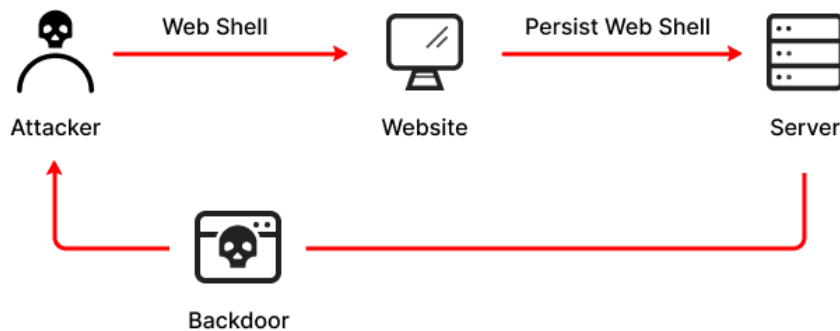 Web Shell
Persist Web Shell
Attacker
Website
Server
Backdoor